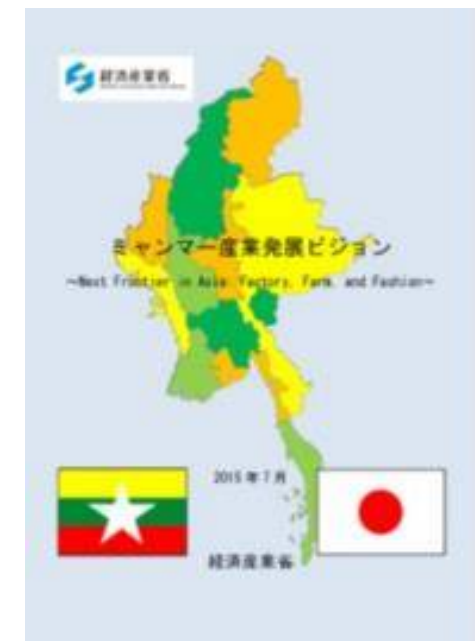 経済産業省
ミャンマー産業発展ビジョン
～Next Frontier in Asia: Factory, Farm, and Fashion～
2015年7月
経済産業省